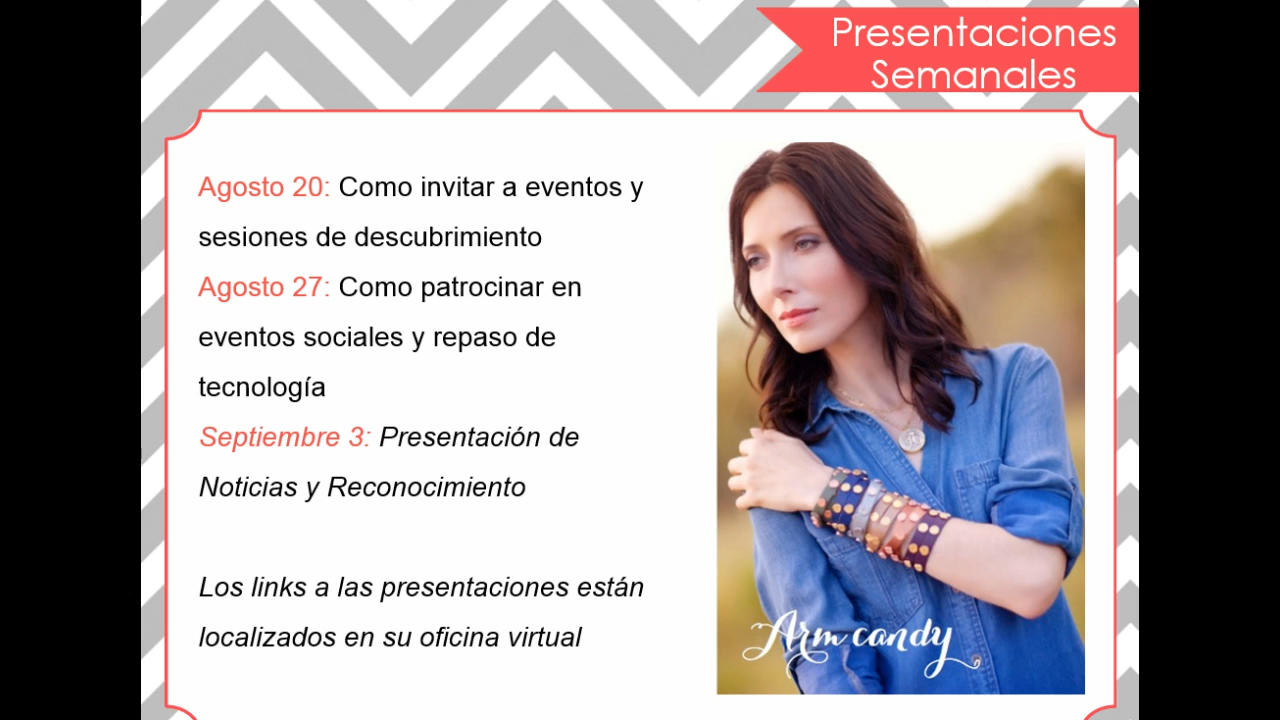 Presentaciones
Semanales
Agosto 20: Como invitar a eventos y
sesiones de descubrimiento
Agosto 27: Como patrocinar en
eventos sociales y repaso de
tecnología
Septiembre 3: Presentación de
Noticias y Reconocimiento
Los links a las presentaciones están
localizados en su oficina virtual
Arm candy